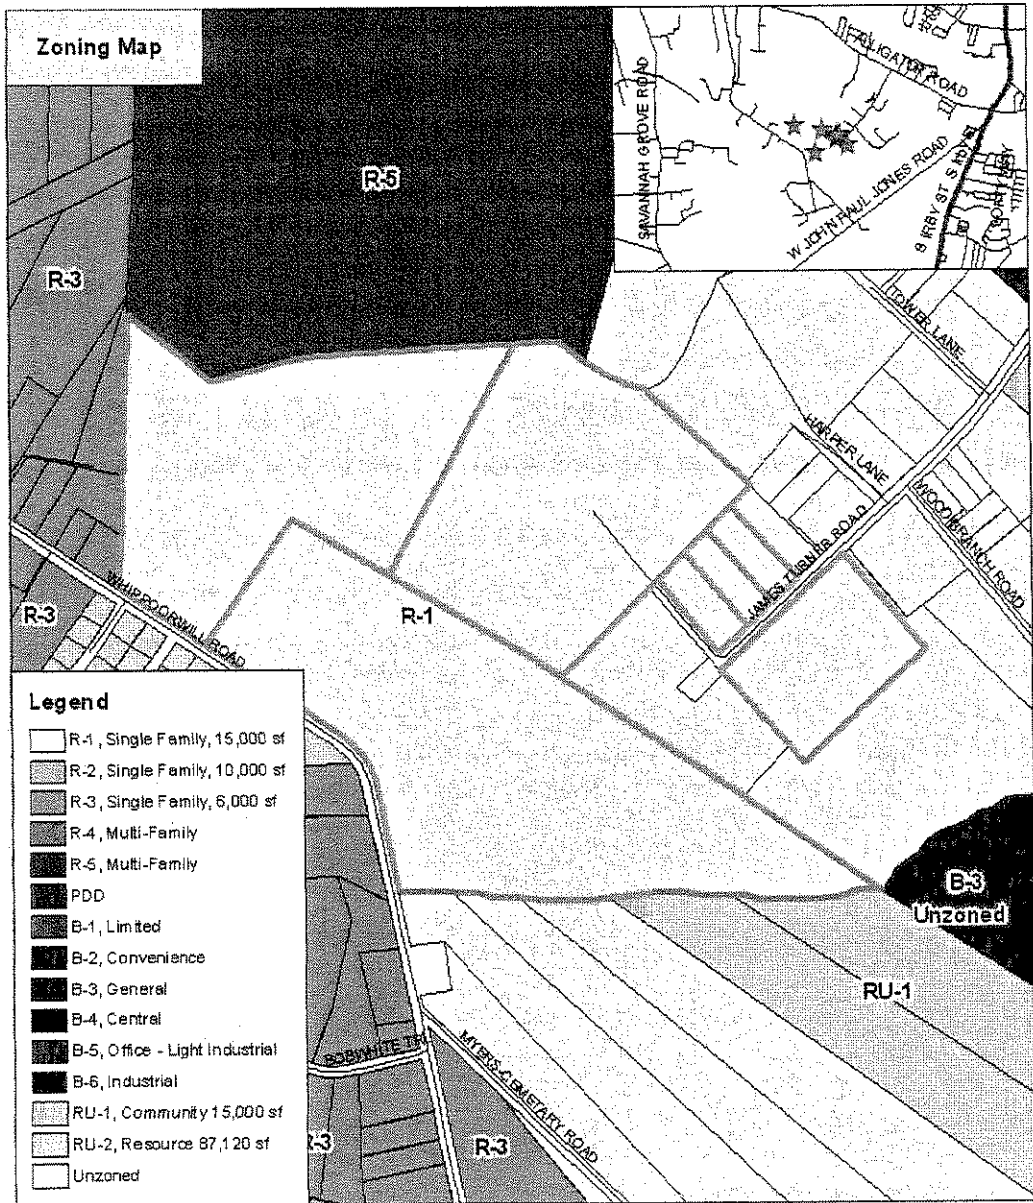 Zoning Map
ALLIGATOR ROAD
SAVANNAH GROVE ROAD
W JOHN PAUL JONES ROAD
S IRBY ST
R-5
R-3
TOWER LANE
HARPER LANE
WOODBRANCH ROAD
JAMES TURNER ROAD
WHIPPOORWILL ROAD
R-3
R-1
Legend
R-1, Single Family, 15,000 sf
R-2, Single Family, 10,000 sf
R-3, Single Family, 6,000 sf
R-4, Multi-Family
R-5, Multi-Family
PDD
B-1, Limited
B-2, Convenience
B-3, General
B-4, Central
B-5, Office - Light Industrial
B-6, Industrial
RU-1, Community 15,000 sf
RU-2, Resource 87,120 sf
Unzoned
B-3
Unzoned
RU-1
BOBWHITE
MYERS CEMETARY ROAD
R-3
R-3